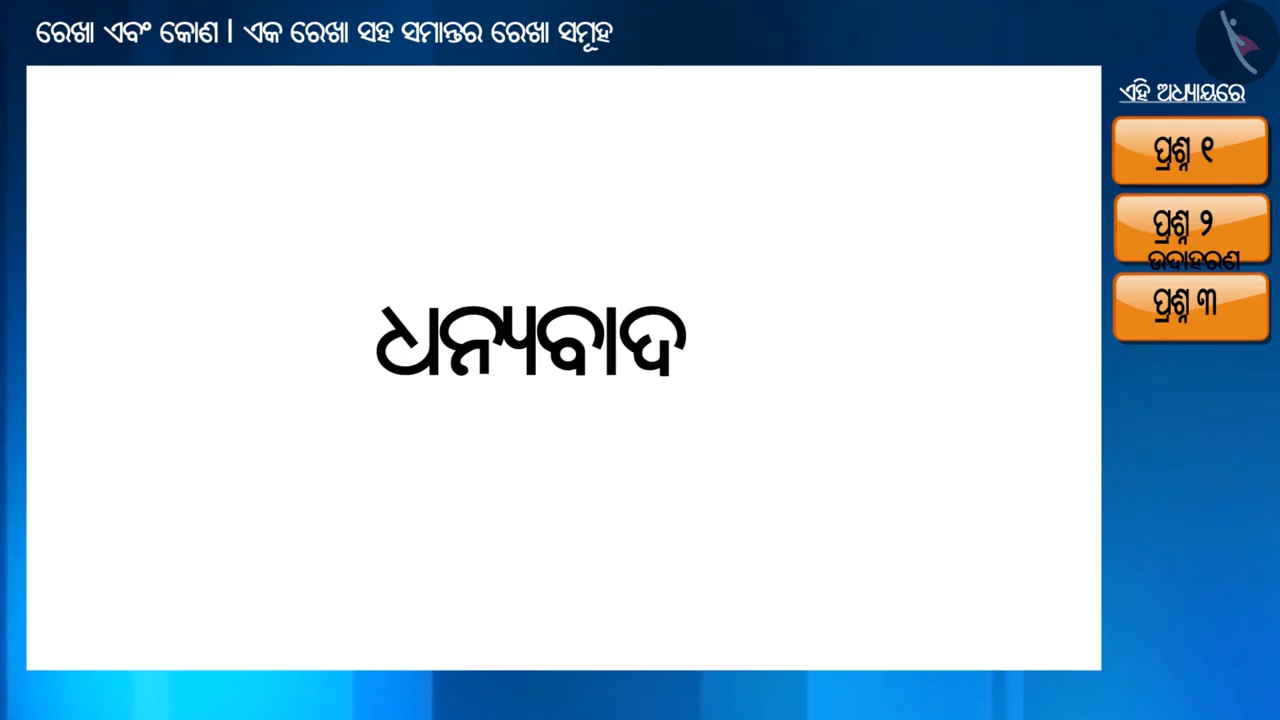 ରେଖା ଏବଂ କୋଣ | ଏକ ରେଖା ସହ ସମାନ୍ତର ରେଖା ସମୂହ
ଏହି ଅଧ୍ୟାୟରେ
ପ୍ରଶ୍ନ ୧
ପ୍ରଶ୍ନ ୨
ଉଦାହରଣ
ପ୍ରଶ୍ନ ୩
ଧନ୍ୟବାଦ